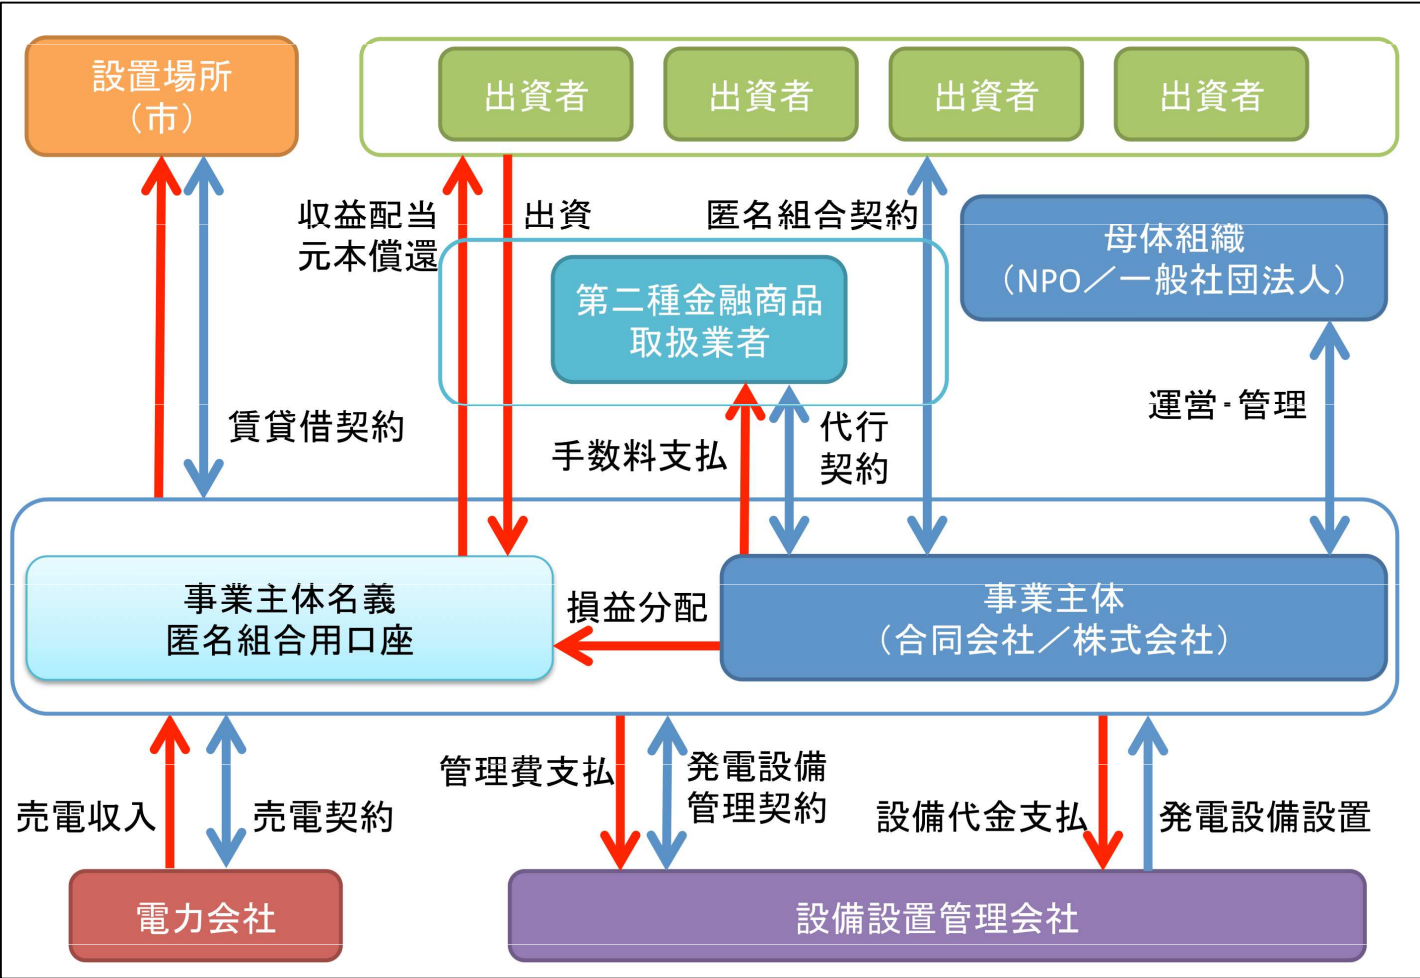 設置場所
（市）
出資者
出資者
出資者
出資者
収益配当
元本償還
出資
匿名組合契約
母体組織
（NPO／一般社団法人）
第二種金融商品
取扱業者
賃貸借契約
手数料支払
代行
契約
運営・管理
事業主体名義
匿名組合用口座
損益分配
事業主体
（合同会社／株式会社）
売電収入
売電契約
管理費支払
発電設備
管理契約
設備代金支払
発電設備設置
電力会社
設備設置管理会社